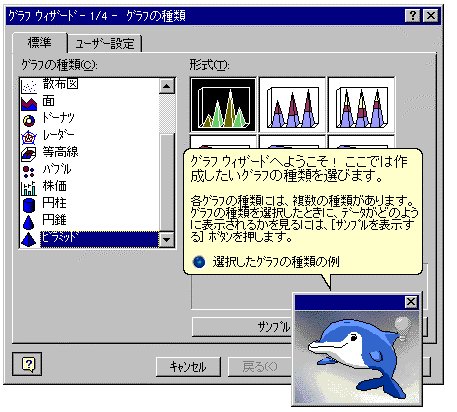 グラフ ウィザード - 1/4 - グラフの種類
標準
ユーザー設定
グラフの種類(C):
形式(T):
散布図
面
ドーナツ
レーダー
等高線
バブル
株価
円柱
円錐
ピラミッド
グラフ ウィザードへようこそ! ここでは作
成したいグラフの種類を選びます。
各グラフの種類には、複数の種類があります。
グラフの種類を選択したときに、データがどのよう
に表示されるかを見るには、[サンプルを表示す
る] ボタンを押します。
選択したグラフの種類の例
サンプル
キャンセル
戻る(<)